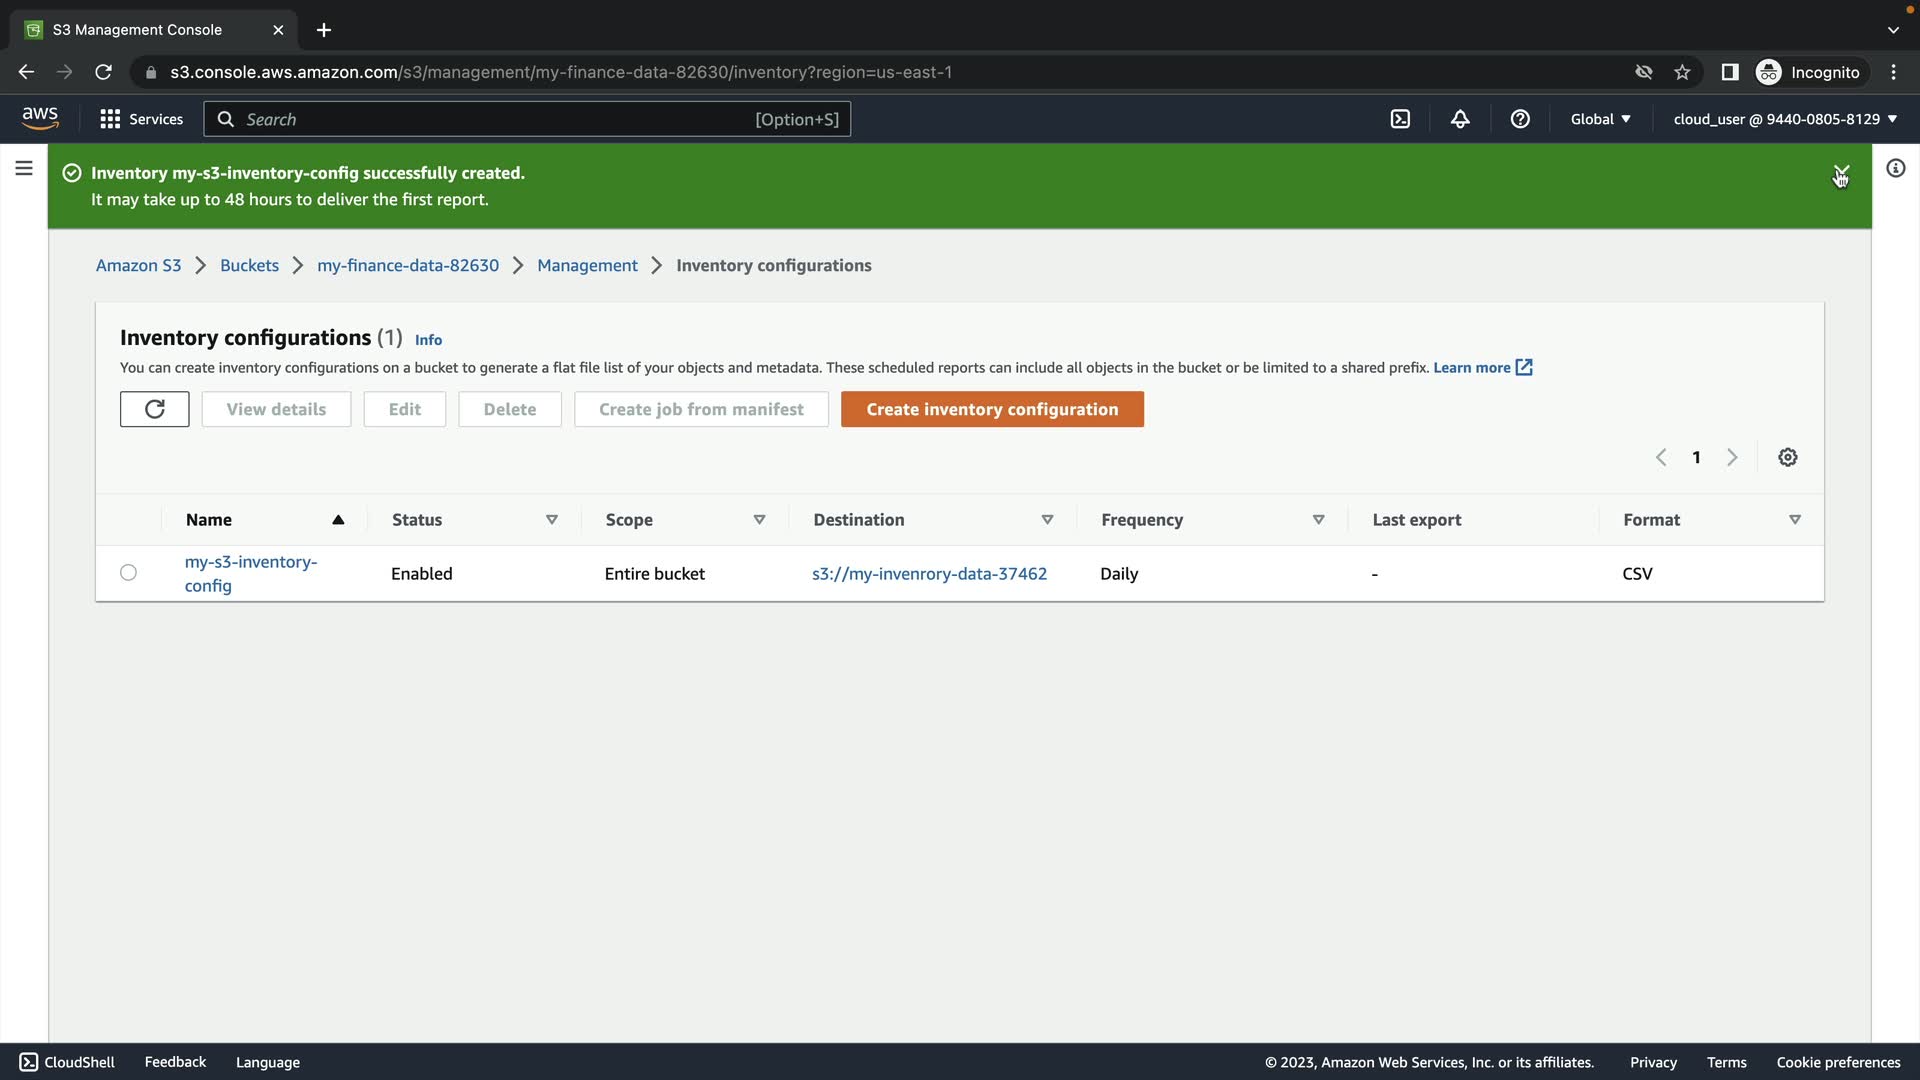 S3 Management Console
s3.console.aws.amazon.com/s3/management/my-finance-data-82630/inventory?region=us-east-1
Incognito
aws
Services
Search
[Option+S]
Global
cloud_user @ 9440-0805-8129
Inventory my-s3-inventory-config successfully created.
It may take up to 48 hours to deliver the first report.
Amazon S3
Buckets
my-finance-data-82630
Management
Inventory configurations
Inventory configurations (1) Info
You can create inventory configurations on a bucket to generate a flat file list of your objects and metadata. These scheduled reports can include all objects in the bucket or be limited to a shared prefix. Learn more
View details
Edit
Delete
Create job from manifest
Create inventory configuration
1
Name
Status
Scope
Destination
Frequency
Last export
Format
my-s3-inventory-
config
Enabled
Entire bucket
s3://my-invenrory-data-37462
Daily
-
CSV
CloudShell
Feedback
Language
© 2023, Amazon Web Services, Inc. or its affiliates.
Privacy
Terms
Cookie preferences